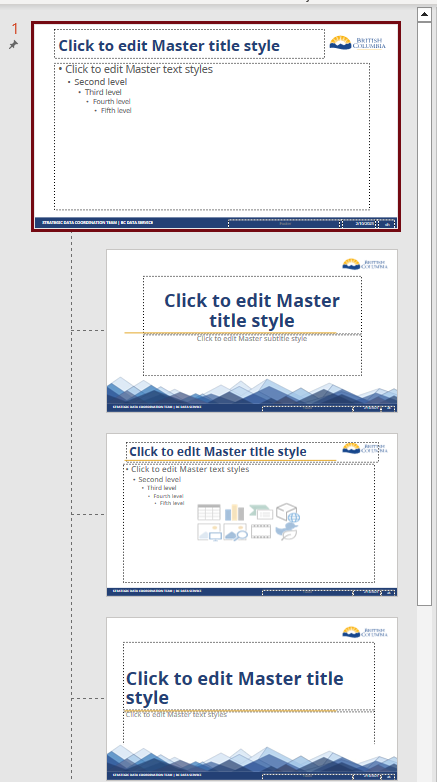 1
Click to edit Master title style
BRITISH
COLUMBIA
• Click to edit Master text styles
• Second level
• Third level
• Fourth level
• Fifth level
STRATEGIC DATA COORDINATION TEAM | BC DATA SERVICE
BRITISH
COLUMBIA
Click to edit Master
title style
Click to edit Master subtitle style
STRATEGIC DATA COORDINATION TEAM | BC DATA SERVICE
Click to edit Master title style
BRITISH
COLUMBIA
• Click to edit Master text styles
• Second level
• Third level
• Fourth level
• Fifth level
STRATEGIC DATA COORDINATION TEAM | BC DATA SERVICE
BRITISH
COLUMBIA
Click to edit Master title
style
Click to edit Master text styles
STRATEGIC DATA COORDINATION TEAM | BC DATA SERVICE